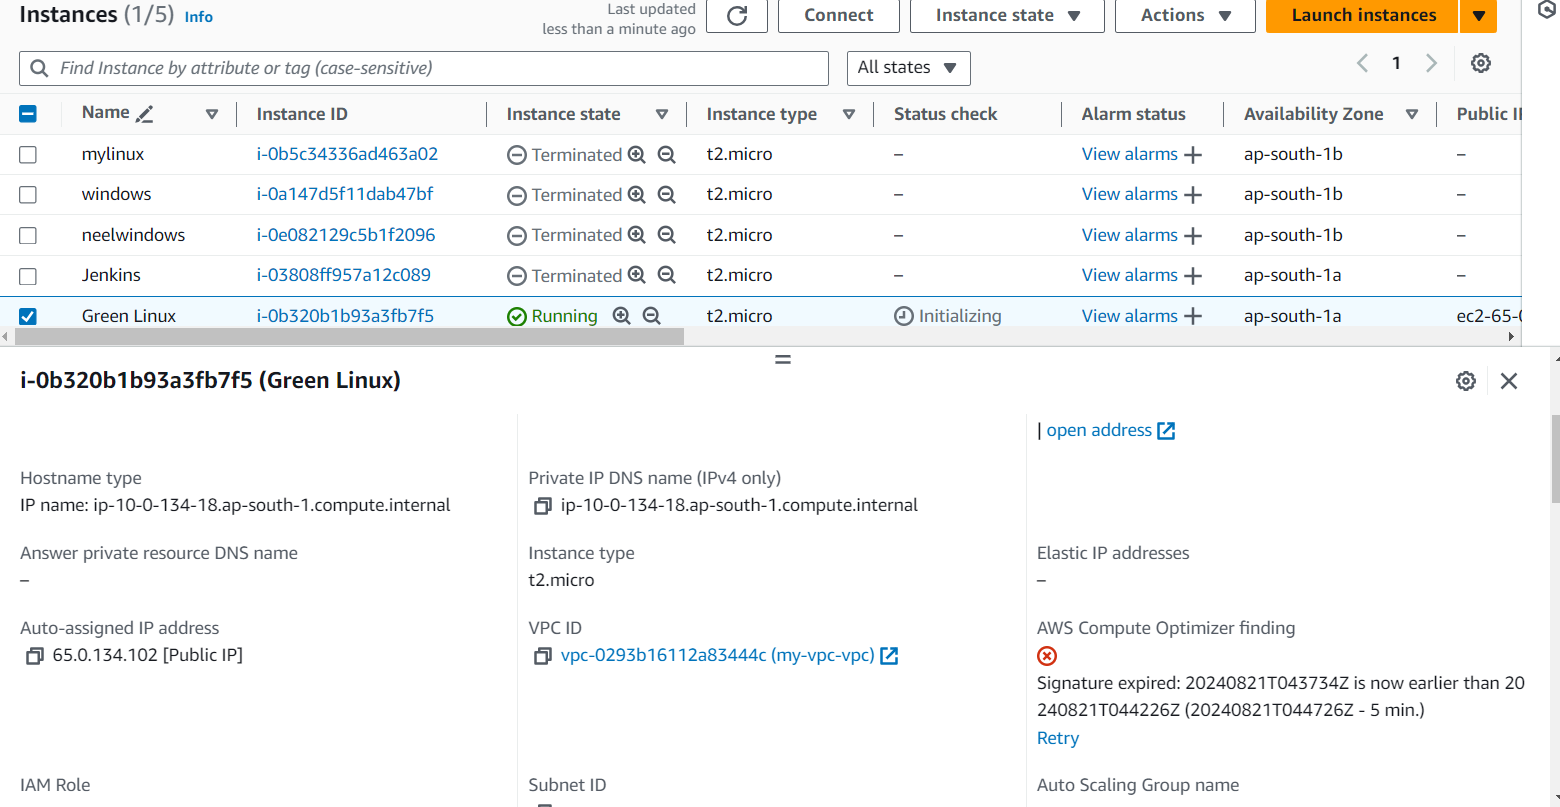 Instances (1/5) Info
Last updated
less than a minute ago
Connect
Instance state
Actions
Launch instances
Find Instance by attribute or tag (case-sensitive)
All states
1
Name Instance ID Instance state Instance type Status check Alarm status Availability Zone Public
mylinux i-0b5c34336ad463a02 Terminated t2.micro – View alarms ap-south-1b –
windows i-0a147d5f11dab47bf Terminated t2.micro – View alarms ap-south-1b –
neelwindows i-0e082129c5b1f2096 Terminated t2.micro – View alarms ap-south-1b –
Jenkins i-03808ff957a12c089 Terminated t2.micro – View alarms ap-south-1a –
Green Linux i-0b320b1b93a3fb7f5 Running t2.micro Initializing View alarms ap-south-1a ec2-65-
i-0b320b1b93a3fb7f5 (Green Linux)
| open address
Hostname type
IP name: ip-10-0-134-18.ap-south-1.compute.internal
Private IP DNS name (IPv4 only)
ip-10-0-134-18.ap-south-1.compute.internal
Answer private resource DNS name
–
Instance type
t2.micro
Elastic IP addresses
–
Auto-assigned IP address
65.0.134.102 [Public IP]
VPC ID
vpc-0293b16112a83444c (my-vpc-vpc)
AWS Compute Optimizer finding
Signature expired: 20240821T043734Z is now earlier than 20
240821T044226Z (20240821T044726Z - 5 min.)
Retry
IAM Role
Subnet ID
Auto Scaling Group name